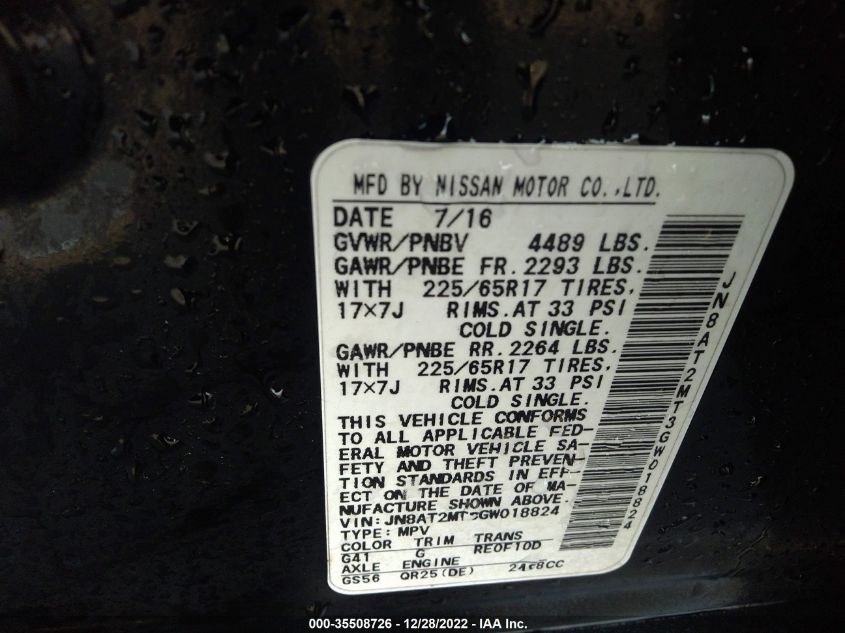 MFD BY NISSAN MOTOR CO.,LTD.
DATE 7/16
GVWR/PNBV 4489 LBS.
GAWR/PNBE FR. 2293 LBS.
WITH 225/65R17 TIRES,
17×7J RIMS. AT 33 PSI
COLD SINGLE.
GAWR/PNBE RR. 2264 LBS.
WITH 225/65R17 TIRES,
17×7J RIMS. AT 33 PSI
COLD SINGLE.
THIS VEHICLE CONFORMS
TO ALL APPLICABLE FED-
ERAL MOTOR VEHICLE SA-
FETY AND THEFT PREVEN-
TION STANDARDS IN EFF-
ECT ON THE DATE OF MA-
NUFACTURE SHOWN ABOVE.
VIN: JN8AT2MT3GW018824
TYPE: MPV
COLOR TRIM TRANS
G41 G RE0F10D
AXLE ENGINE
GS56 QR25(DE) 2488CC
JN8AT2MT3GW018824
000-35508726 - 12/28/2022 - IAA Inc.